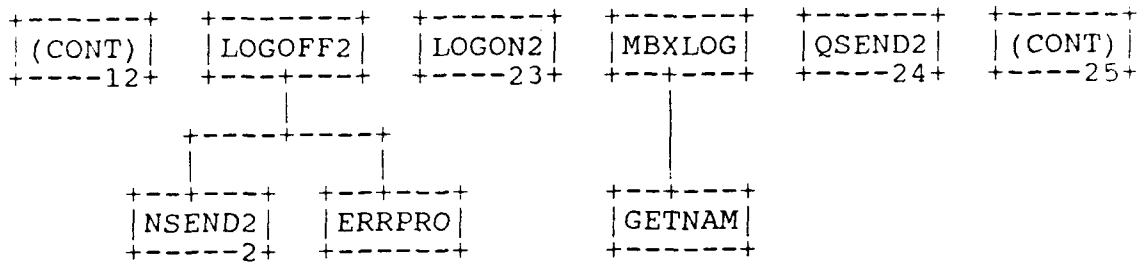 (CONT) LOGOFF2 LOGON2 MBXLOG QSEND2 (CONT)
12 23 24 25
NSEND2 ERRPRO GETNAM
2